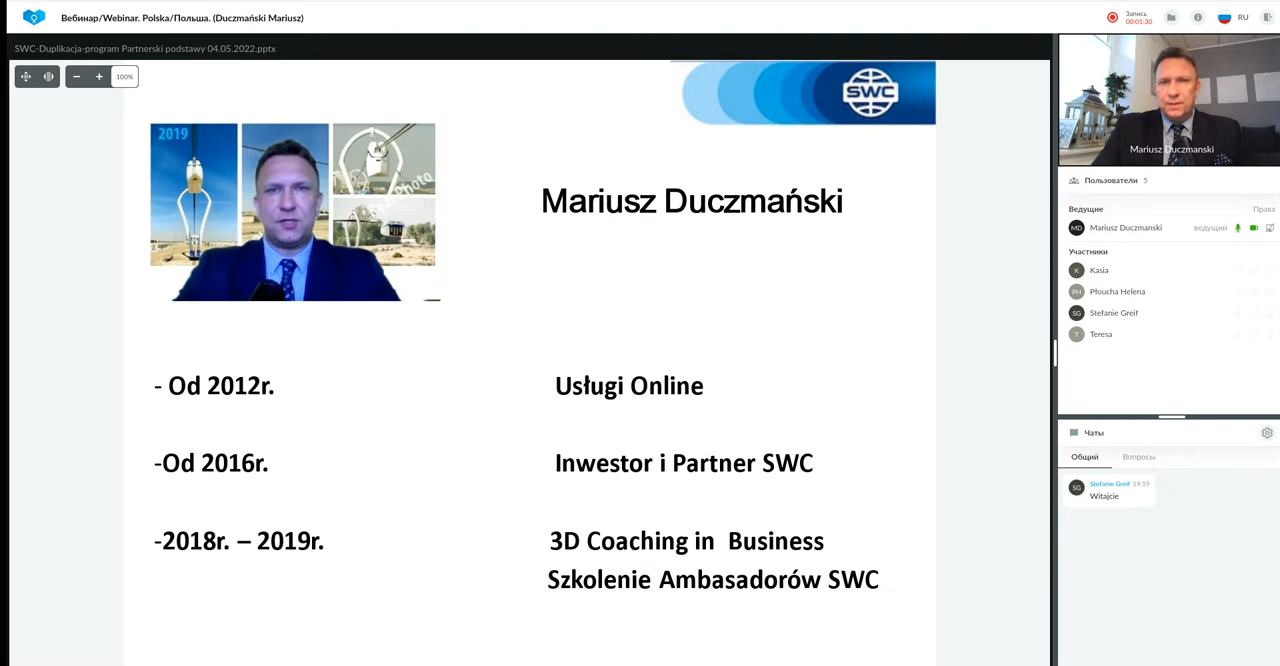 Вебинар/Webinar. Polska/Польша. (Duczmański Mariusz)
Запись
00:01:30
RU
SWC-Duplikacja-program Partnerski podstawy 04.05.2022.pptx
100%
SWC
2019
Mariusz Duczmański
- Od 2012r. Usługi Online
-Od 2016r. Inwestor i Partner SWC
-2018r. – 2019r. 3D Coaching in Business
Szkolenie Ambasadorów SWC
Mariusz Duczmanski
Пользователи 5
Ведущие Права
MD Mariusz Duczmanski ведущий
Участники
K Kasia
PH Płoucha Helena
SG Stefanie Greif
T Teresa
Чаты
Общий Вопросы
SG Stefanie Greif 19:59
Witajcie